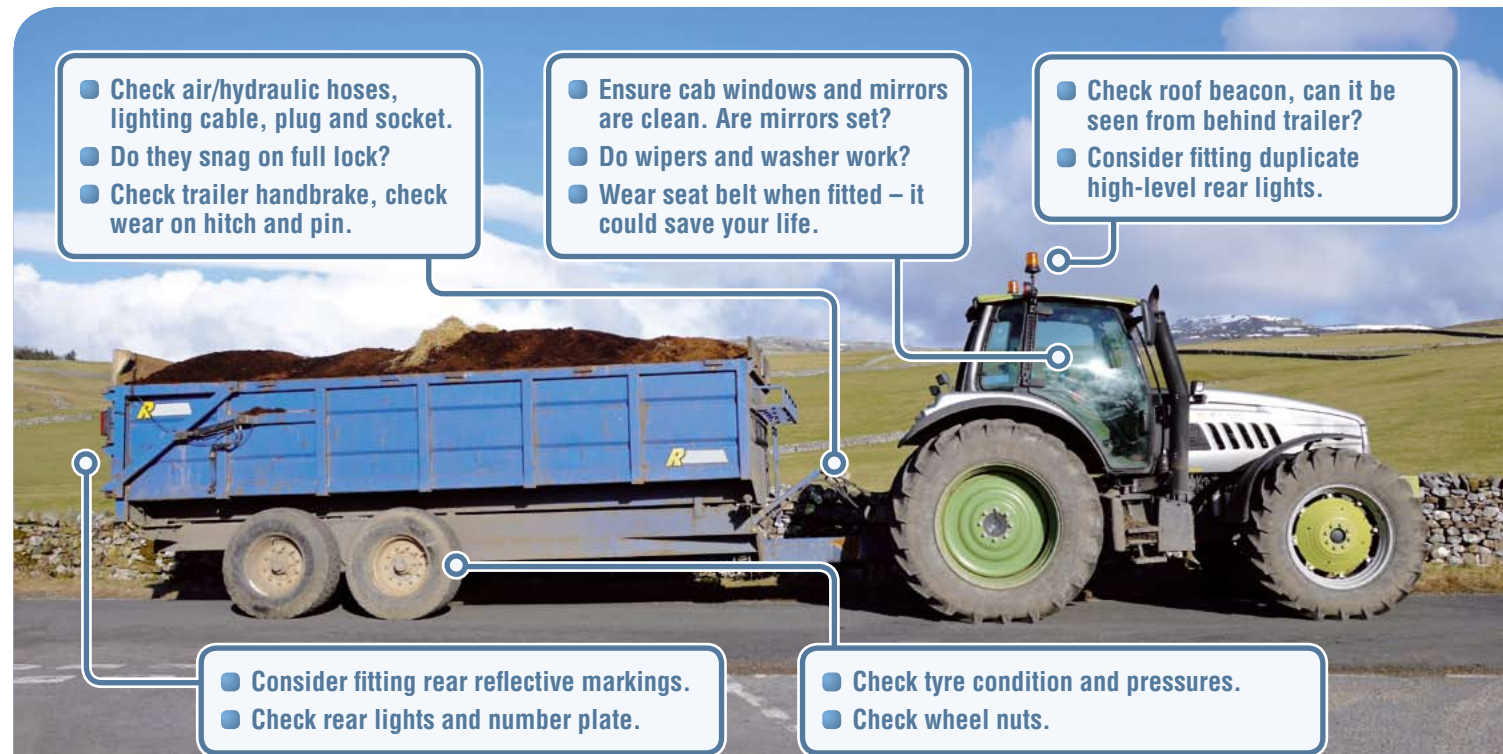 Check air/hydraulic hoses,
lighting cable, plug and socket.
Do they snag on full lock?
Check trailer handbrake, check
wear on hitch and pin.
Ensure cab windows and mirrors
are clean. Are mirrors set?
Do wipers and washer work?
Wear seat belt when fitted – it
could save your life.
Check roof beacon, can it be
seen from behind trailer?
Consider fitting duplicate
high-level rear lights.
R
R
Consider fitting rear reflective markings.
Check rear lights and number plate.
Check tyre condition and pressures.
Check wheel nuts.